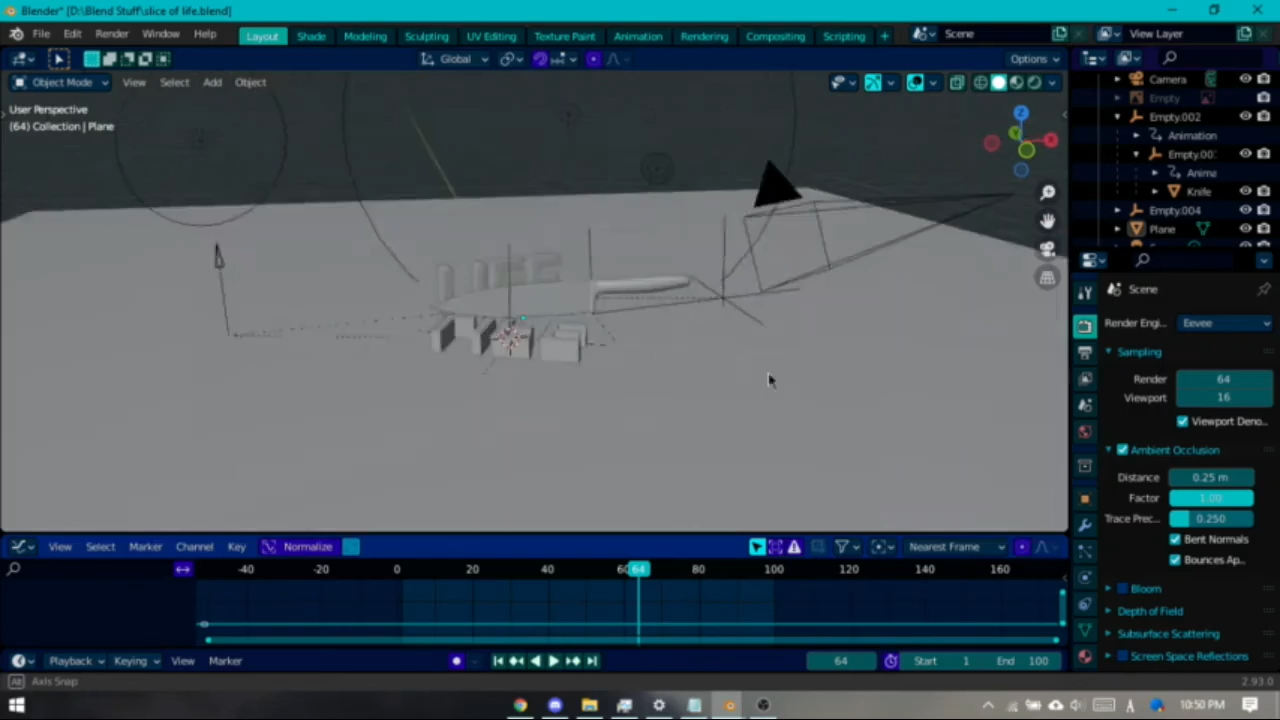 Blender* [D:\Blend Stuff\slice of life.blend]
File Edit Render Window Help Layout Shade Modeling Sculpting UV Editing Texture Paint Animation Rendering Compositing Scripting + Scene View Layer
Global Options
Object Mode View Select Add Object
User Perspective
(64) Collection | Plane
Z
Y
X
LIFE
Camera
Empty
Empty.002
Animation
Empty.00
Anima
Knife
Empty.004
Plane
Scene
Render Engi... Eevee
Sampling
Render 64
Viewport 16
Viewport Deno...
Ambient Occlusion
Distance 0.25 m
Factor 1.00
Trace Prec... 0.250
Bent Normals
Bounces Ap...
Bloom
Depth of Field
Subsurface Scattering
Screen Space Reflections
View Select Marker Channel Key Normalize Nearest Frame
-40 -20 0 20 40 60 64 80 100 120 140 160
Playback Keying View Marker 64 Start 1 End 100
Alt Axis Snap 2.93.0
10:50 PM